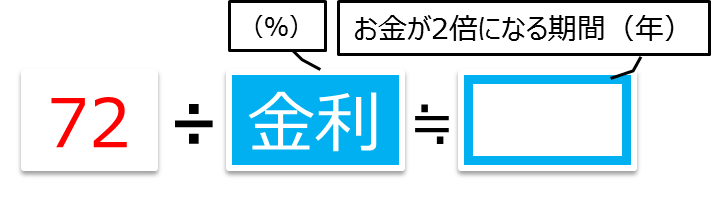 （%） お金が2倍になる期間（年）
72 ÷ 金利 ≒